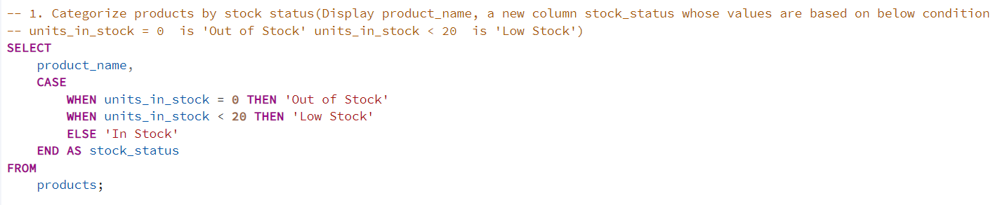 -- 1. Categorize products by stock status(Display product_name, a new column stock_status whose values are based on below condition
-- units_in_stock = 0  is 'Out of Stock' units_in_stock < 20  is 'Low Stock')
SELECT
    product_name,
    CASE
        WHEN units_in_stock = 0 THEN 'Out of Stock'
        WHEN units_in_stock < 20 THEN 'Low Stock'
        ELSE 'In Stock'
    END AS stock_status
FROM
    products;